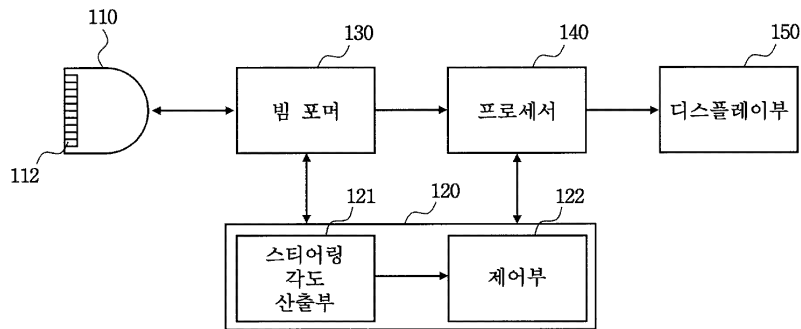 110
130
140
150
빔 포머
프로세서
디스플레이부
112
121
120
122
스티어링
각도
산출부
제어부